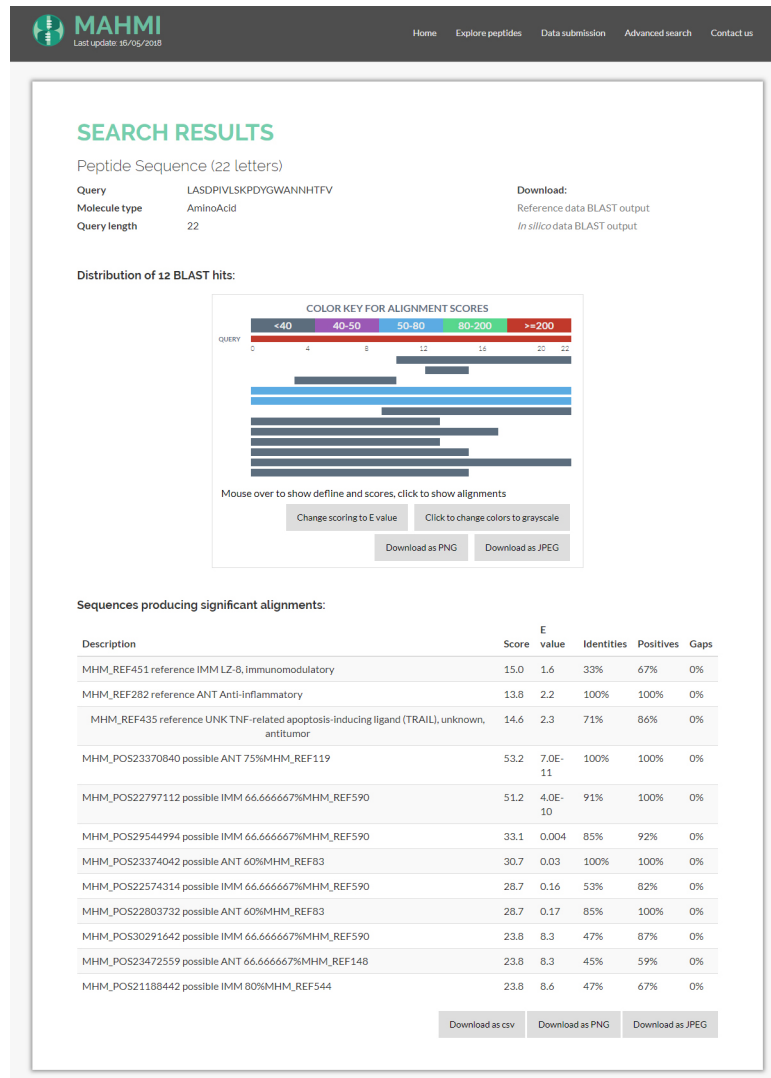 MAHMI
Last update: 16/05/2018
Home Explore peptides Data submission Advanced search Contact us
SEARCH RESULTS
Peptide Sequence (22 letters)
Query LASDPIVLSKPDYGWANNHTFV Download:
Molecule type AminoAcid Reference data BLAST output
Query length 22 In silico data BLAST output
Distribution of 12 BLAST hits:
COLOR KEY FOR ALIGNMENT SCORES
<40 40-50 50-80 80-200 >=200
QUERY
0 4 8 12 16 20 22
Mouse over to show defline and scores, click to show alignments
Change scoring to E value Click to change colors to grayscale
Download as PNG Download as JPEG
Sequences producing significant alignments:
Description Score E value Identities Positives Gaps
MHM_REF451 reference IMM LZ-8, immunomodulatory 15.0 1.6 33% 67% 0%
MHM_REF282 reference ANT Anti-inflammatory 13.8 2.2 100% 100% 0%
MHM_REF435 reference UNK TNF-related apoptosis-inducing ligand (TRAIL), unknown, 14.6 2.3 71% 86% 0%
antitumor
MHM_POS23370840 possible ANT 75%MHM_REF119 53.2 7.0E- 100% 100% 0%
11
MHM_POS22797112 possible IMM 66.666667%MHM_REF590 51.2 4.0E- 91% 100% 0%
10
MHM_POS29544994 possible IMM 66.666667%MHM_REF590 33.1 0.004 85% 92% 0%
MHM_POS23374042 possible ANT 60%MHM_REF83 30.7 0.03 100% 100% 0%
MHM_POS22574314 possible IMM 66.666667%MHM_REF590 28.7 0.16 53% 82% 0%
MHM_POS22803732 possible ANT 60%MHM_REF83 28.7 0.17 85% 100% 0%
MHM_POS30291642 possible IMM 66.666667%MHM_REF590 23.8 8.3 47% 87% 0%
MHM_POS23472559 possible ANT 66.666667%MHM_REF148 23.8 8.3 45% 59% 0%
MHM_POS21188442 possible IMM 80%MHM_REF544 23.8 8.6 47% 67% 0%
Download as csv Download as PNG Download as JPEG